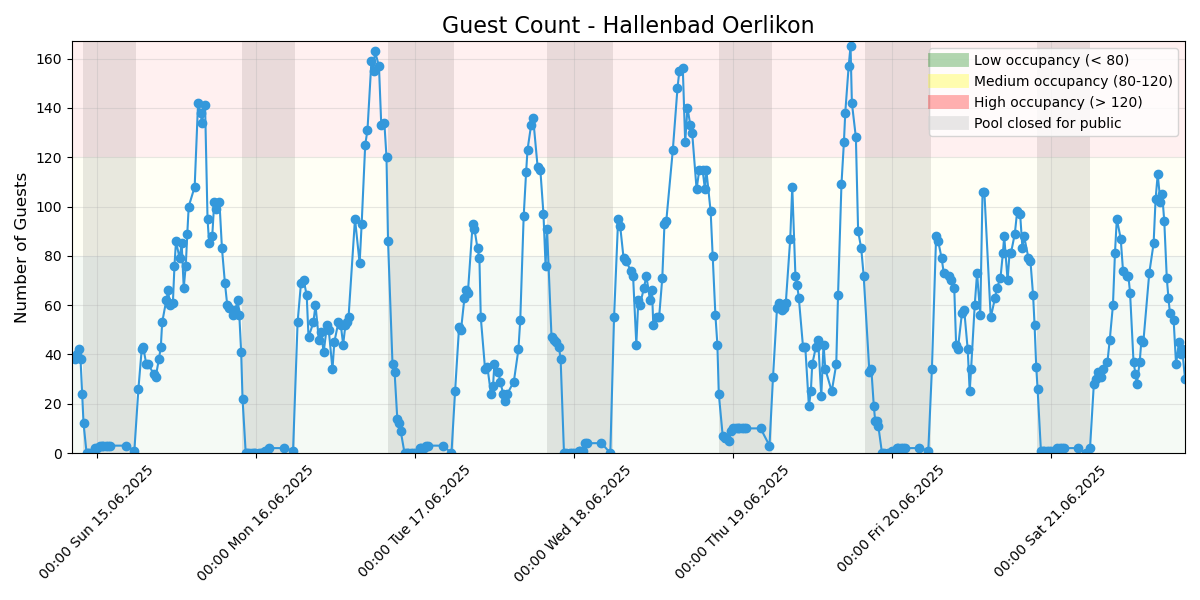 Guest Count - Hallenbad Oerlikon
Number of Guests
160
140
120
100
80
60
40
20
0
Low occupancy (< 80)
Medium occupancy (80-120)
High occupancy (> 120)
Pool closed for public
00:00 Sun 15.06.2025
00:00 Mon 16.06.2025
00:00 Tue 17.06.2025
00:00 Wed 18.06.2025
00:00 Thu 19.06.2025
00:00 Fri 20.06.2025
00:00 Sat 21.06.2025